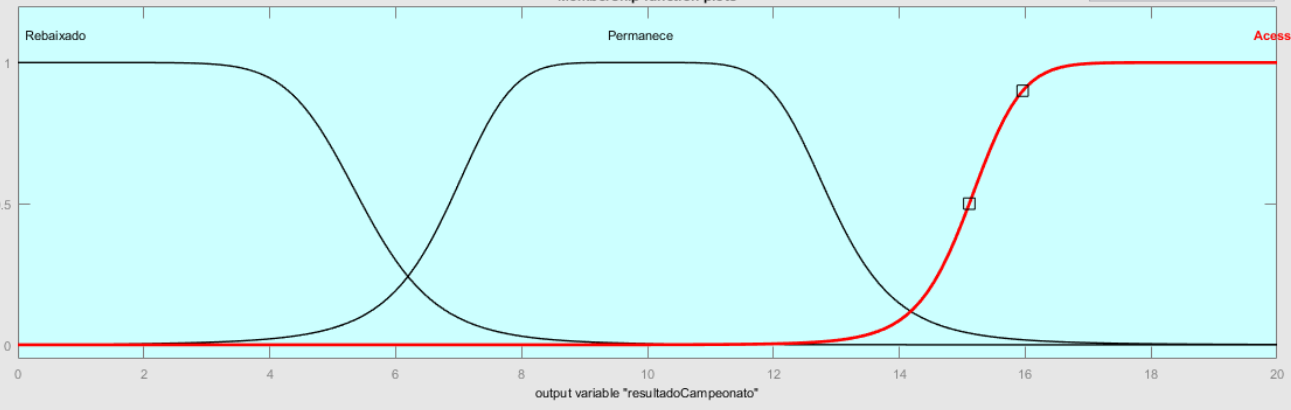 Rebaixado Permanece Acess
1
.5
0
0 2 4 6 8 10 12 14 16 18 20
output variable "resultadoCampeonato"